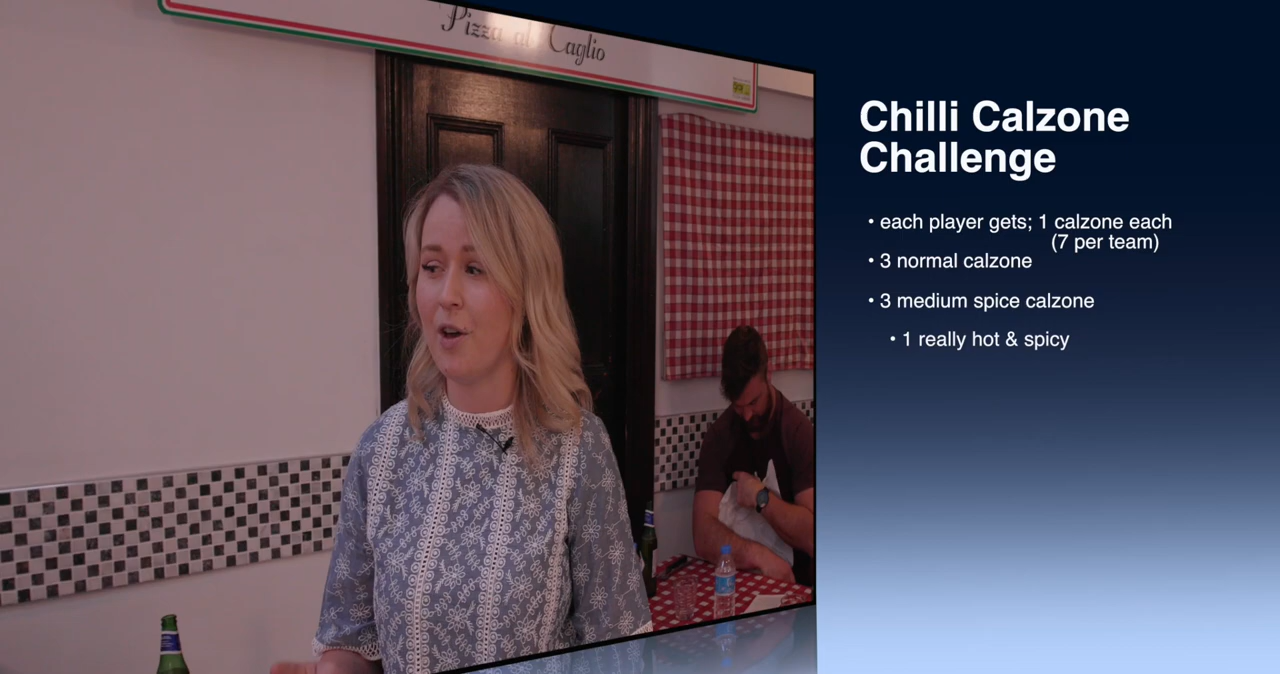 Pizza al Taglio
Chilli Calzone
Challenge
• each player gets; 1 calzone each
(7 per team)
• 3 normal calzone
• 3 medium spice calzone
• 1 really hot & spicy